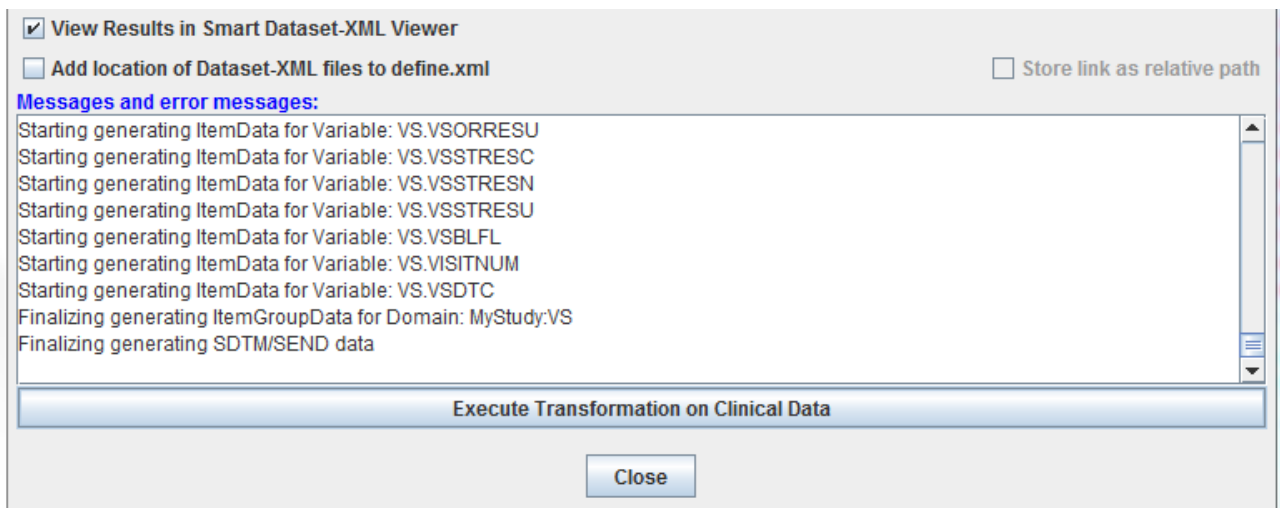 View Results in Smart Dataset-XML Viewer
Add location of Dataset-XML files to define.xml
Store link as relative path
Messages and error messages:
Starting generating ItemData for Variable: VS.VSORRESU
Starting generating ItemData for Variable: VS.VSSTRESC
Starting generating ItemData for Variable: VS.VSSTRESN
Starting generating ItemData for Variable: VS.VSSTRESU
Starting generating ItemData for Variable: VS.VSBLFL
Starting generating ItemData for Variable: VS.VISITNUM
Starting generating ItemData for Variable: VS.VSDTC
Finalizing generating ItemGroupData for Domain: MyStudy:VS
Finalizing generating SDTM/SEND data
Execute Transformation on Clinical Data
Close